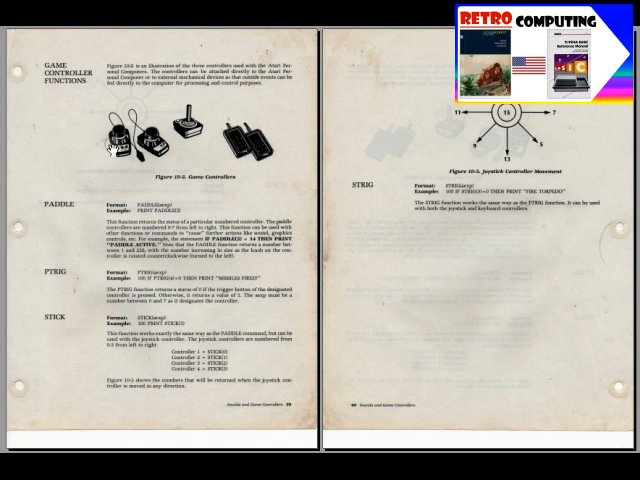 GAME
CONTROLLER
FUNCTIONS
Figure 10-2 is an illustration of the three controllers used with the Atari Per-
sonal Computers. The controllers can be attached directly to the Atari Per-
sonal Computer or to external mechanical devices so that outside events can be
fed directly to the computer for processing and control purposes.
Figure 10-2. Game Controllers
PADDLE
Format: PADDLE(aexp)
Example: PRINT PADDLE(3)
This function returns the status of a particular numbered controller. The paddle
controllers are numbered 0-7 from left to right. This function can be used with
other functions or commands to "cause" further actions like sound, graphics
controls, etc. For example, the statement IF PADDLE(3) = 14 THEN PRINT
"PADDLE ACTIVE." Note that the PADDLE function returns a number bet-
ween 1 and 228, with the number increasing in size as the knob on the con-
troller is rotated counterclockwise (turned to the left).
PTRIG
Format: PTRIG(aexp)
Example: 100 IF PTRIG(4)=0 THEN PRINT "MISSILES FIRED!"
The PTRIG function returns a status of 0 if the trigger button of the designated
controller is pressed. Otherwise, it returns a value of 1. The aexp must be a
number between 0 and 7 as it designates the controller.
STICK
Format: STICK(aexp)
Example: 100 PRINT STICK(3)
This function works exactly the same way as the PADDLE command, but can be
used with the joystick controller. The joystick controllers are numbered from
0-3 from left to right.
Controller 1 = STICK(0)
Controller 2 = STICK(1)
Controller 3 = STICK(2)
Controller 4 = STICK(3)
Figure 10-3 shows the numbers that will be returned when the joystick con-
troller is moved in any direction.
Sounds and Game Controllers 59
RETRO COMPUTING
BASIC
Reference Manual
11
15
7
9
5
13
Figure 10-3. Joystick Controller Movement
STRIG
Format: STRIG(aexp)
Example: 100 IF STRIG(3)=0 THEN PRINT "FIRE TORPEDO"
The STRIG function works the same way as the PTRIG function. It can be used
with both the joystick and keyboard controllers.
60 Sounds and Game Controllers